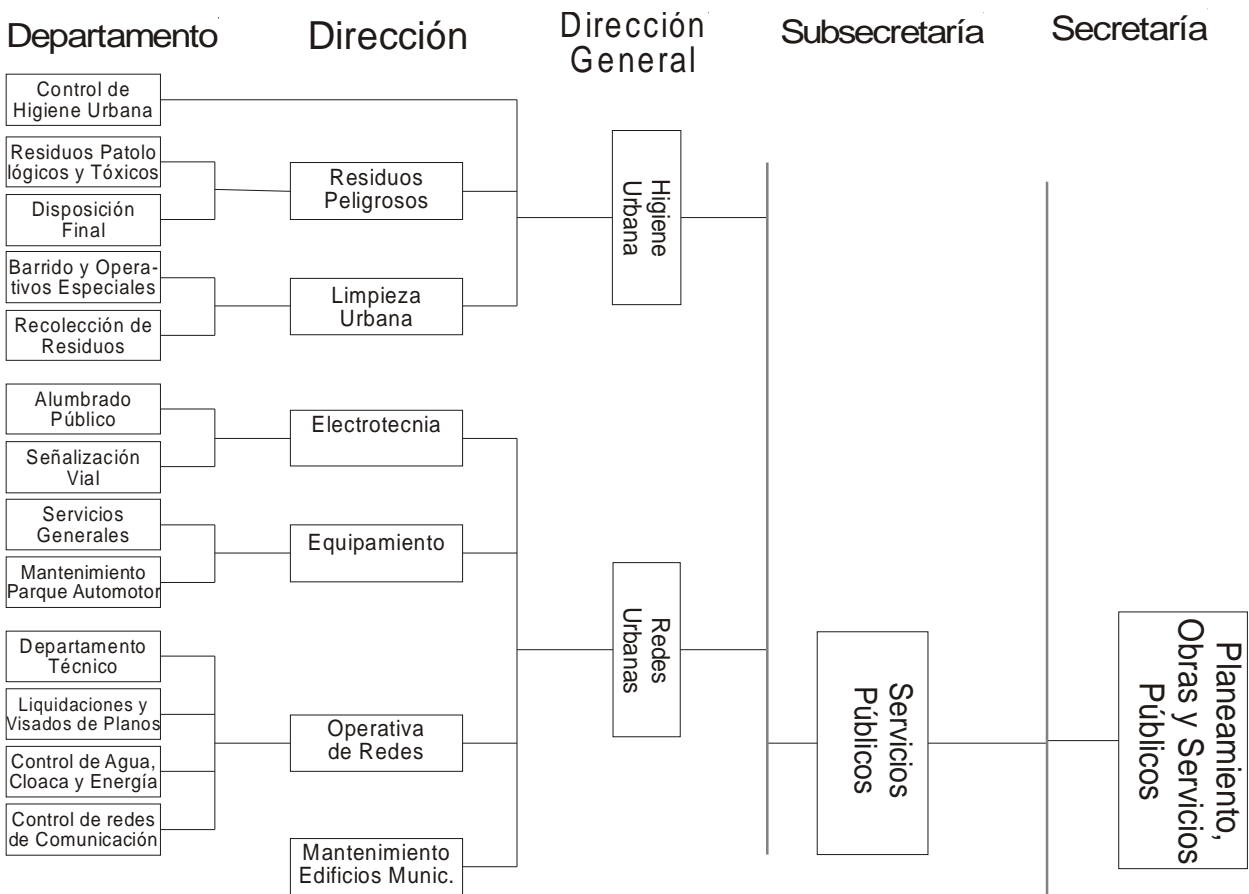 Departamento
Dirección
Dirección
General
Subsecretaría
Secretaría
Control de
Higiene Urbana
Residuos Patolo
lógicos y Tóxicos
Disposición
Final
Barrido y Opera-
tivos Especiales
Recolección de
Residuos
Alumbrado
Público
Señalización
Vial
Servicios
Generales
Mantenimiento
Parque Automotor
Departamento
Técnico
Liquidaciones y
Visados de Planos
Control de Agua,
Cloaca y Energía
Control de redes
de Comunicación
Residuos
Peligrosos
Limpieza
Urbana
Electrotecnia
Equipamiento
Operativa
de Redes
Mantenimiento
Edificios Munic.
Higiene
Urbana
Redes
Urbanas
Servicios
Públicos
Planeamiento,
Obras y Servicios
Públicos